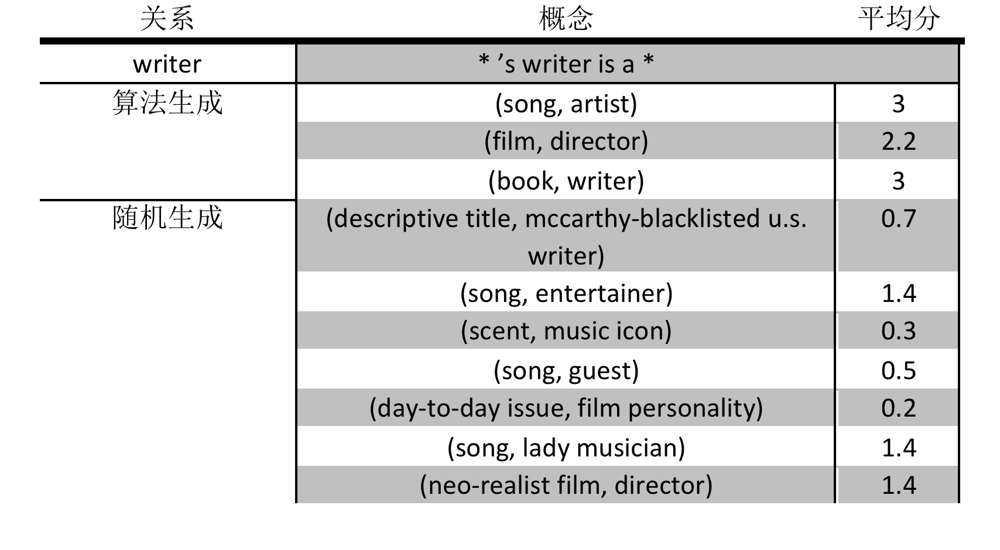 关系 概念 平均分
writer * ’s writer is a *
算法生成 (song, artist) 3
(film, director) 2.2
(book, writer) 3
随机生成 (descriptive title, mccarthy-blacklisted u.s. 0.7
writer)
(song, entertainer) 1.4
(scent, music icon) 0.3
(song, guest) 0.5
(day-to-day issue, film personality) 0.2
(song, lady musician) 1.4
(neo-realist film, director) 1.4